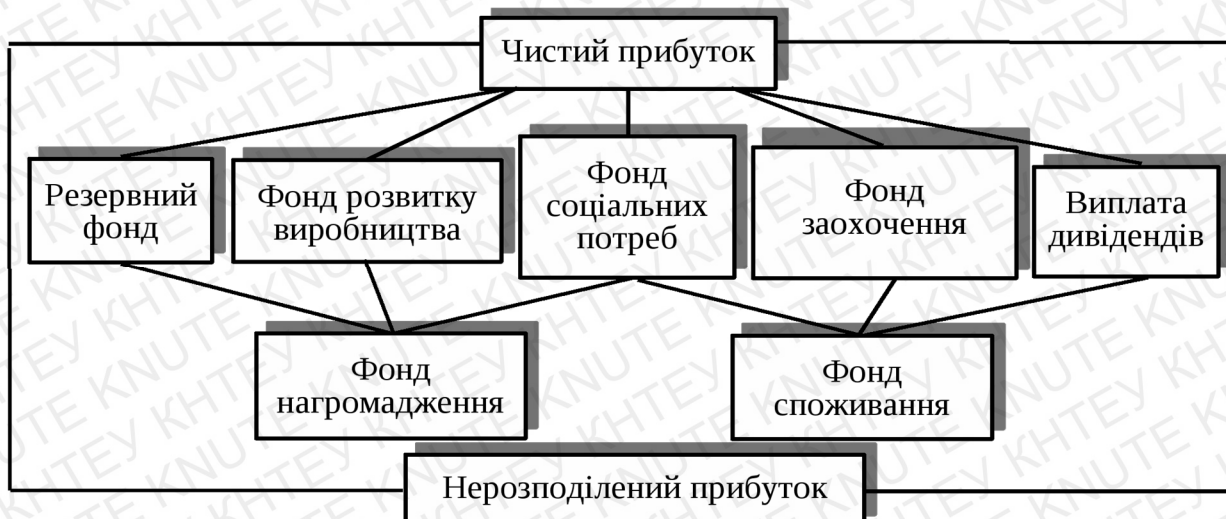 Чистий прибуток
Резервний
фонд
Фонд розвитку
виробництва
Фонд
соціальних
потреб
Фонд
заохочення
Виплата
дивідендів
Фонд
нагромадження
Фонд
споживання
Нерозподілений прибуток